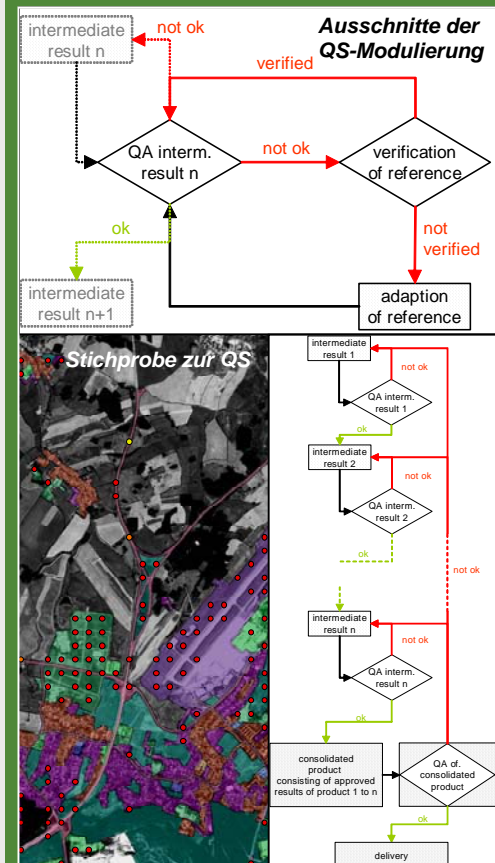 Ausschnitte der
QS-Modulierung
intermediate
result n
not ok
verified
QA interm.
result n
not ok
verification
of reference
ok
not
verified
intermediate
result n+1
adaption
of reference
Stichprobe zur QS
intermediate
result 1
not ok
QA interm.
result 1
ok
intermediate
result 2
not ok
QA interm.
result 2
ok
not ok
intermediate
result n
not ok
QA interm.
result n
ok
consolidated
product
consisting of approved
results of product 1 to n
QA of.
consolidated
product
ok
delivery